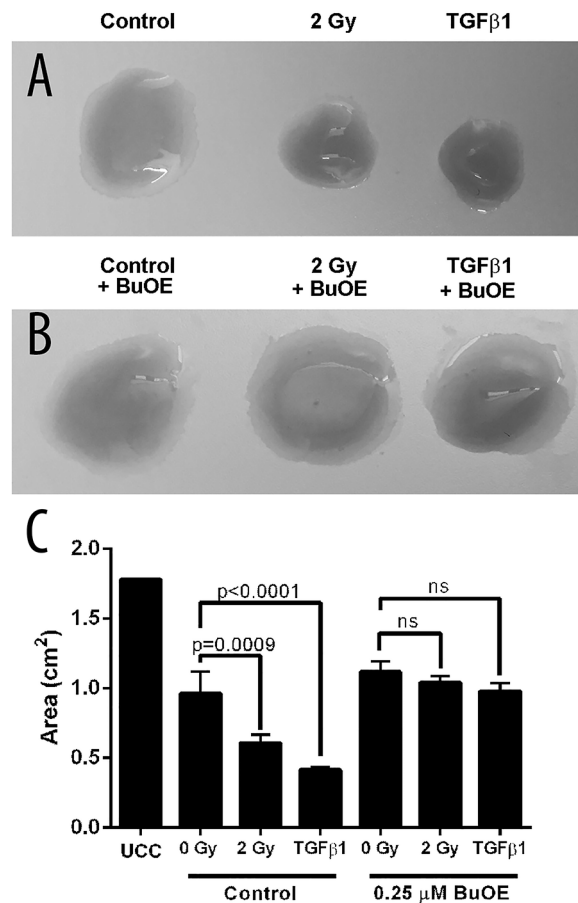 Control 2 Gy TGFβ1
A
Control 2 Gy TGFβ1
+ BuOE + BuOE + BuOE
B
C
2.0
1.5
1.0
0.5
0.0
Area (cm²)
p<0.0001
p=0.0009
ns
ns
UCC 0 Gy 2 Gy TGFβ1 0 Gy 2 Gy TGFβ1
Control 0.25 μM BuOE